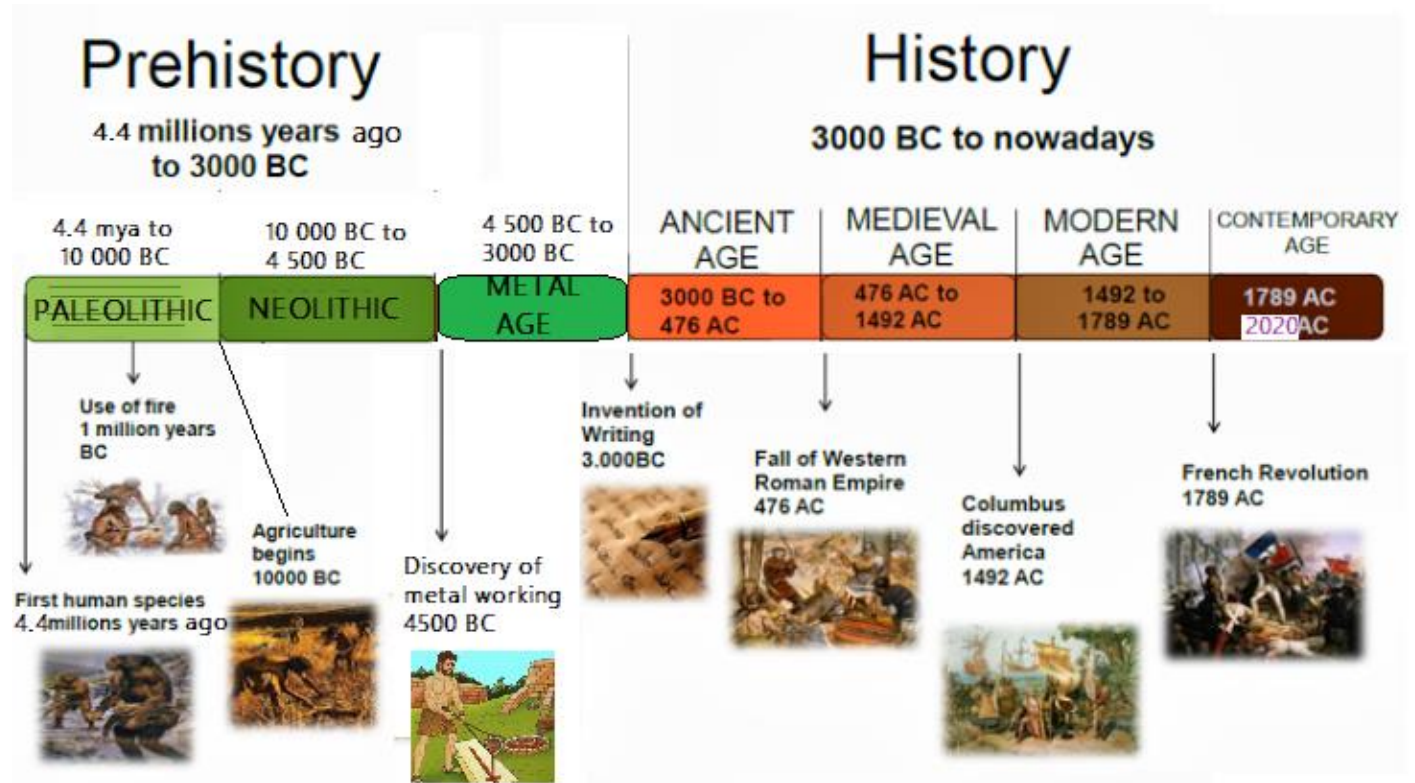 Prehistory
4.4 millions years ago
to 3000 BC
History
3000 BC to nowadays
4.4 mya to
10 000 BC
10 000 BC to
4 500 BC
4 500 BC to
3000 BC
ANCIENT
AGE
MEDIEVAL
AGE
MODERN
AGE
CONTEMPORARY
AGE
PALEOLITHIC
NEOLITHIC
METAL
AGE
3000 BC to
476 AC
476 AC to
1492 AC
1492 to
1789 AC
1789 AC
2020AC
Use of fire
1 million years
BC
First human species
4.4millions years ago
Agriculture
begins
10000 BC
Discovery of
metal working
4500 BC
Invention of
Writing
3.000BC
Fall of Western
Roman Empire
476 AC
Columbus
discovered
America
1492 AC
French Revolution
1789 AC